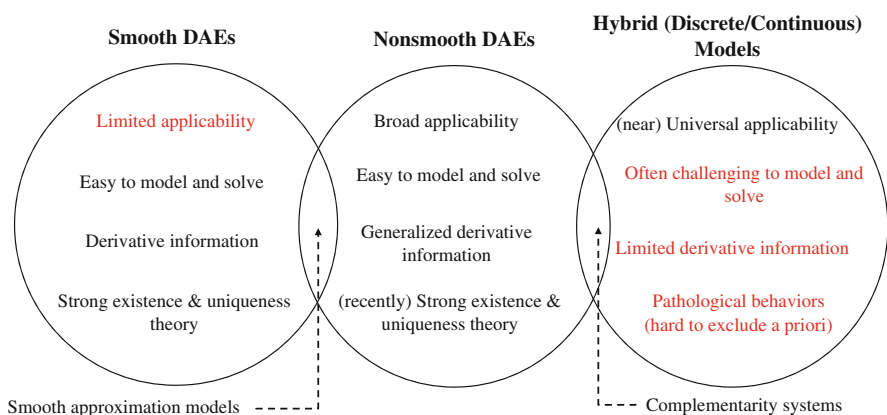 Smooth DAEs
Limited applicability
Easy to model and solve
Derivative information
Strong existence & uniqueness
theory
Nonsmooth DAEs
Broad applicability
Easy to model and solve
Generalized derivative
information
(recently) Strong existence &
uniqueness theory
Hybrid (Discrete/Continuous)
Models
(near) Universal applicability
Often challenging to model and
solve
Limited derivative information
Pathological behaviors
(hard to exclude a priori)
Smooth approximation models
Complementarity systems